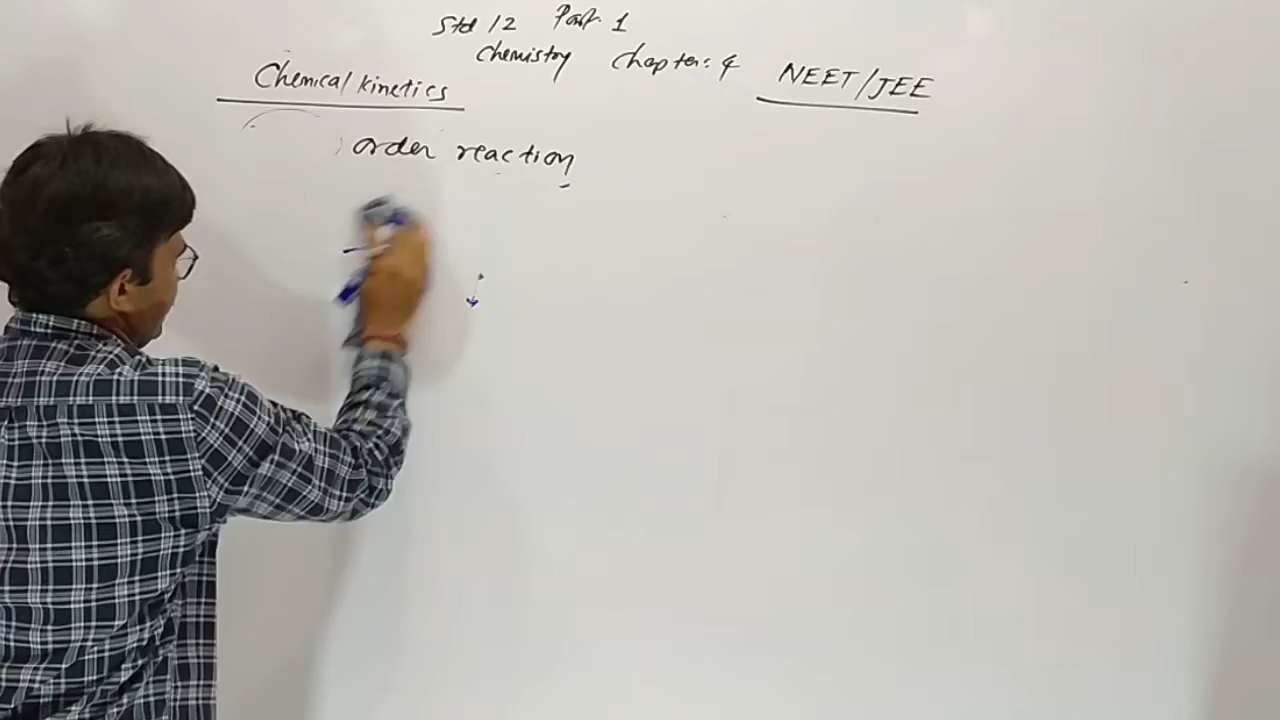 Std 12 Part 1
Chemistry Chapter: 4 NEET/JEE
Chemical kinetics
order reaction